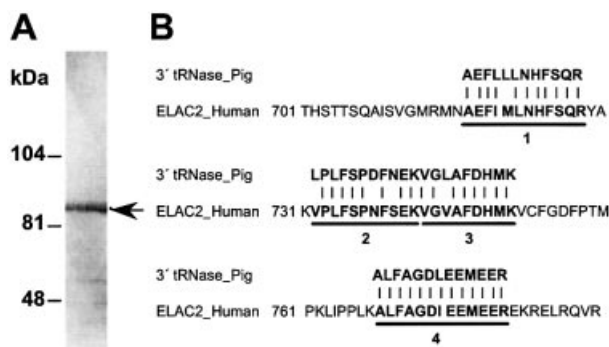 A
kDa
104
81
48
B
3´ tRNase_Pig AEFLLLNHFSQR
ELAC2_Human 701 THSTTSQAISVGMRMNAEFIMLNHFSQRYA
1
3´ tRNase_Pig LPLFSPDFNEKVGLAFDHMK
ELAC2_Human 731 KVPLFSPNFSEKVGVAFDHMKVCFGDFPTM
2 3
3´ tRNase_Pig ALFAGDLEEMEER
ELAC2_Human 761 PKLIPPLKALFAGDIEEMEEREKRELRQVR
4